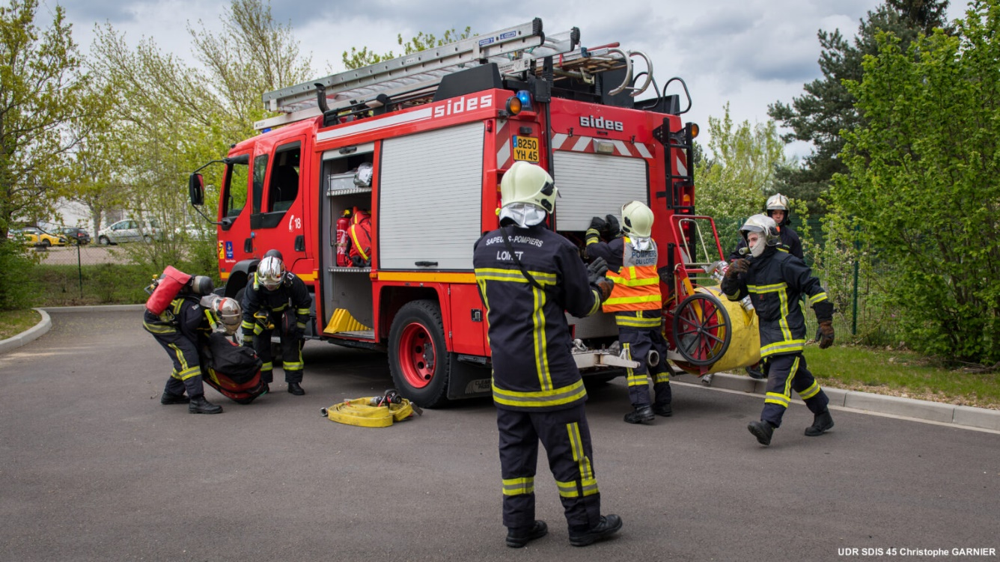 sides
sides
8250
YH 45
18
SAPEURS-POMPIERS
LOIRET
POMPIERS
DU LOIRET
UDR SDIS 45 Christophe GARNIER